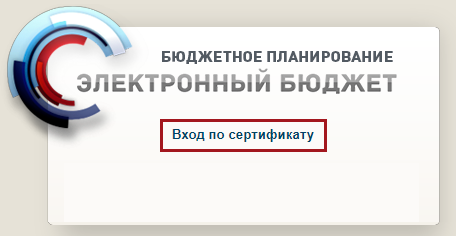 БЮДЖЕТНОЕ ПЛАНИРОВАНИЕ
ЭЛЕКТРОННЫЙ БЮДЖЕТ
Вход по сертификату